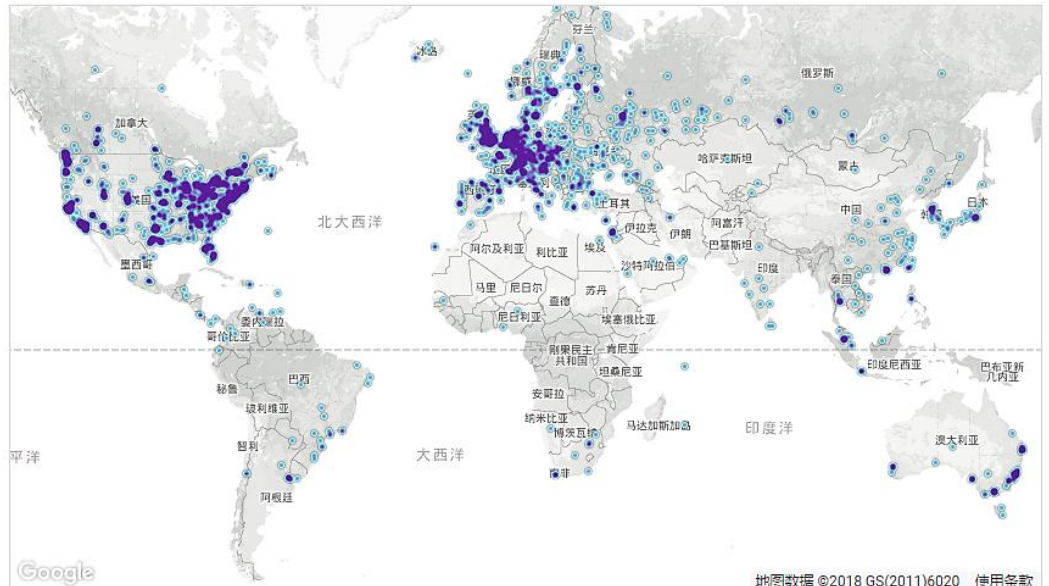 冰岛
芬兰
瑞典
挪威
俄罗斯
加拿大
哈萨克斯坦
蒙古
美国
西班牙
土耳其
中国
韩国
日本
北大西洋
伊拉克
伊朗
阿富汗
巴基斯坦
墨西哥
阿尔及利亚
利比亚
埃及
沙特阿拉伯
印度
泰国
马里
尼日尔
乍得
苏丹
委内瑞拉
哥伦比亚
尼日利亚
埃塞俄比亚
刚果民主
共和国
肯尼亚
印度尼西亚
巴布亚新
几内亚
秘鲁
巴西
坦桑尼亚
玻利维亚
安哥拉
纳米比亚
博茨瓦纳
马达加斯加岛
印度洋
智利
大西洋
平洋
澳大利亚
南非
阿根廷
Google
地图数据 ©2018 GS(2011)6020 使用条款